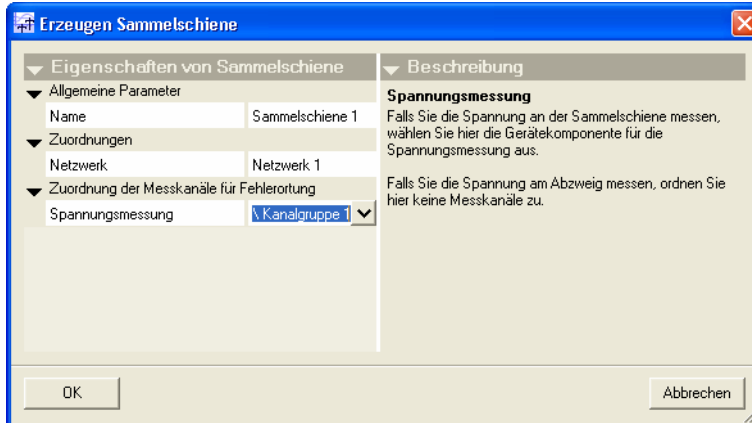 Erzeugen Sammelschiene
Eigenschaften von Sammelschiene
Allgemeine Parameter
Name Sammelschiene 1
Zuordnungen
Netzwerk Netzwerk 1
Zuordnung der Messkanäle für Fehlerortung
Spannungsmessung \ Kanalgruppe 1
Beschreibung
Spannungsmessung
Falls Sie die Spannung an der Sammelschiene messen,
wählen Sie hier die Gerätekomponente für die
Spannungsmessung aus.
Falls Sie die Spannung am Abzweig messen, ordnen Sie
hier keine Messkanäle zu.
OK
Abbrechen